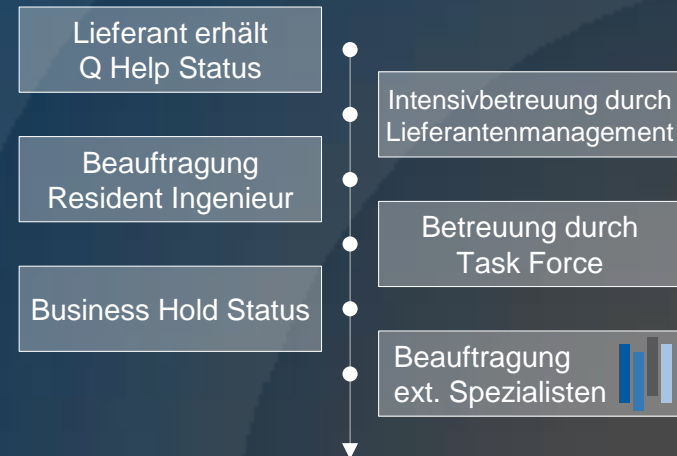 Lieferant erhält
Q Help Status
Intensivbetreuung durch
Lieferantenmanagement
Beauftragung
Resident Ingenieur
Betreuung durch
Task Force
Business Hold Status
Beauftragung
ext. Spezialisten